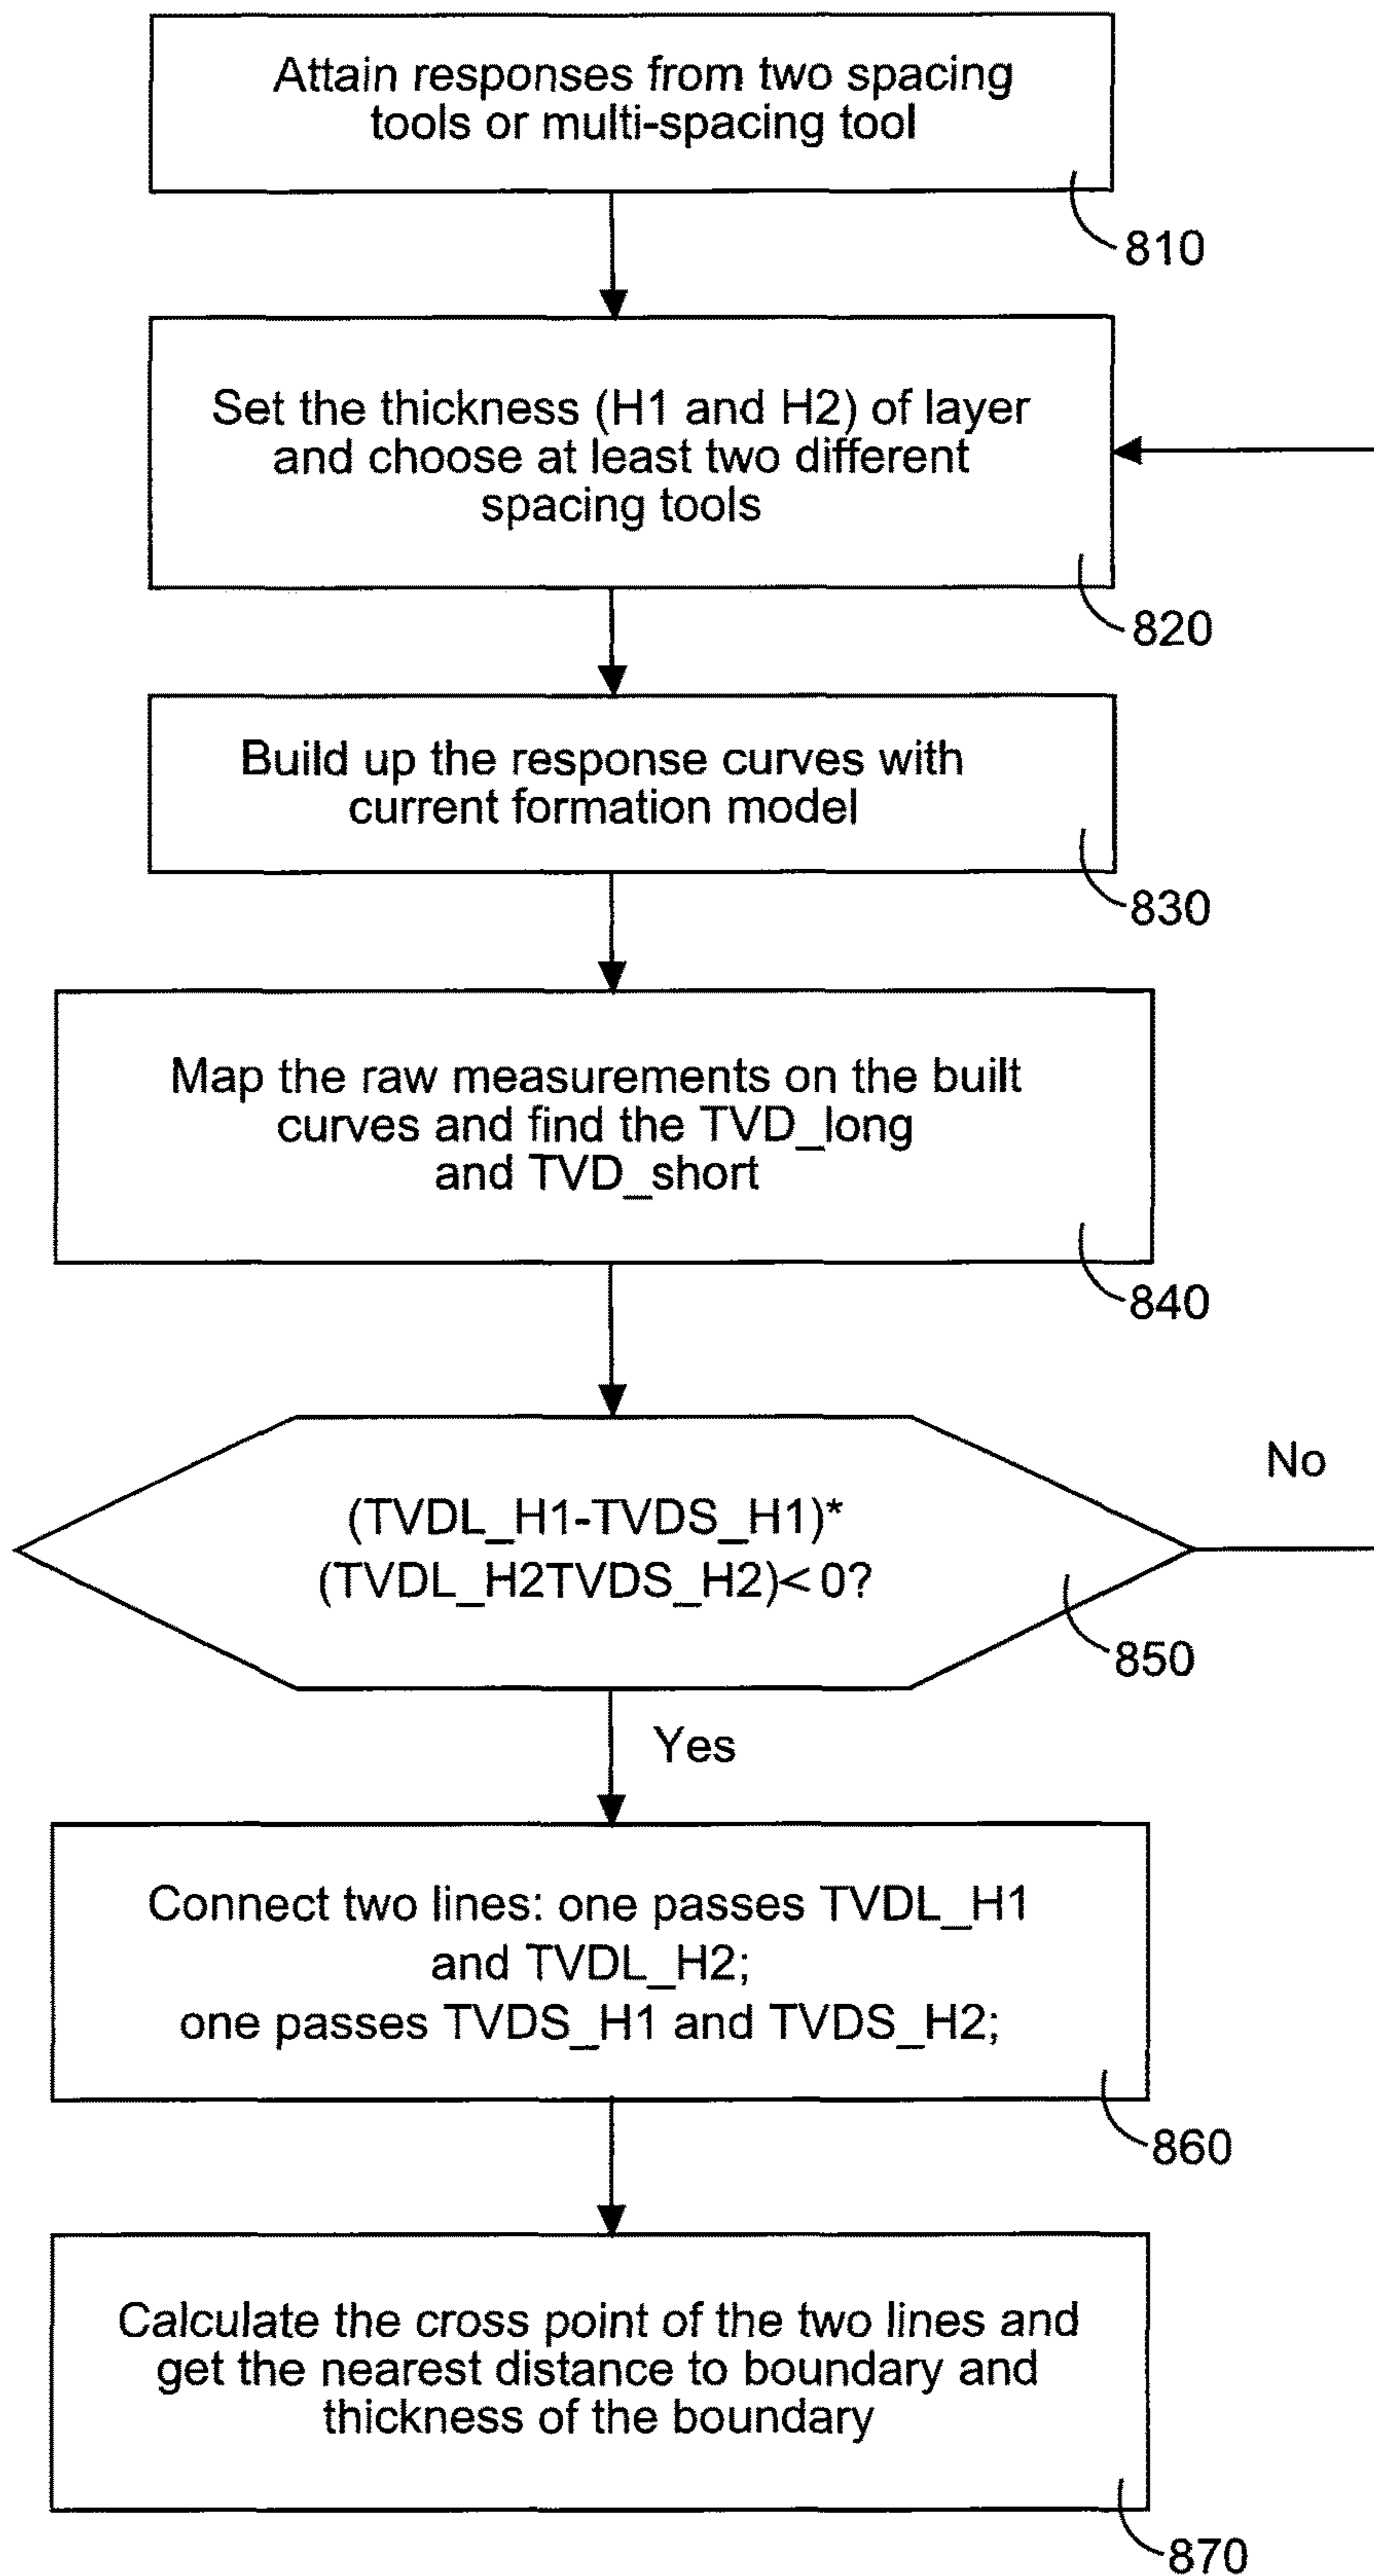 Attain responses from two spacing
tools or multi-spacing tool
810
Set the thickness (H1 and H2) of layer
and choose at least two different
spacing tools
820
Build up the response curves with
current formation model
830
Map the raw measurements on the built
curves and find the TVD_long
and TVD_short
840
No
(TVDL_H1-TVDS_H1)*
(TVDL_H2TVDS_H2)<0?
850
Yes
Connect two lines: one passes TVDL_H1
and TVDL_H2;
one passes TVDS_H1 and TVDS_H2;
860
Calculate the cross point of the two lines and
get the nearest distance to boundary and
thickness of the boundary
870